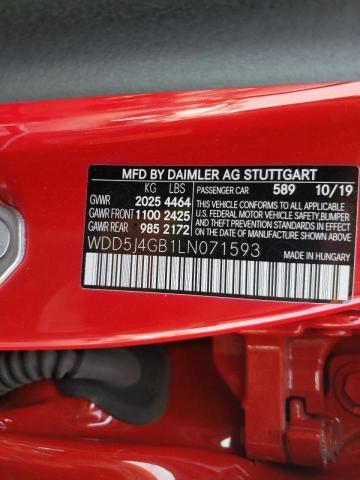 MFD BY DAIMLER AG STUTTGART
KG LBS PASSENGER CAR 589 10/19
GVWR 2025 4464
GAWR FRONT 1100 2425
GAWR REAR 985 2172
THIS VEHICLE CONFORMS TO ALL APPLICABLE
U.S. FEDERAL MOTOR VEHICLE SAFETY,BUMPER
AND THEFT PREVENTION STANDARDS IN EFFECT
ON THE DATE OF MANUFACTURE SHOWN ABOVE.
WDD5J4GB1LN071593 MADE IN HUNGARY